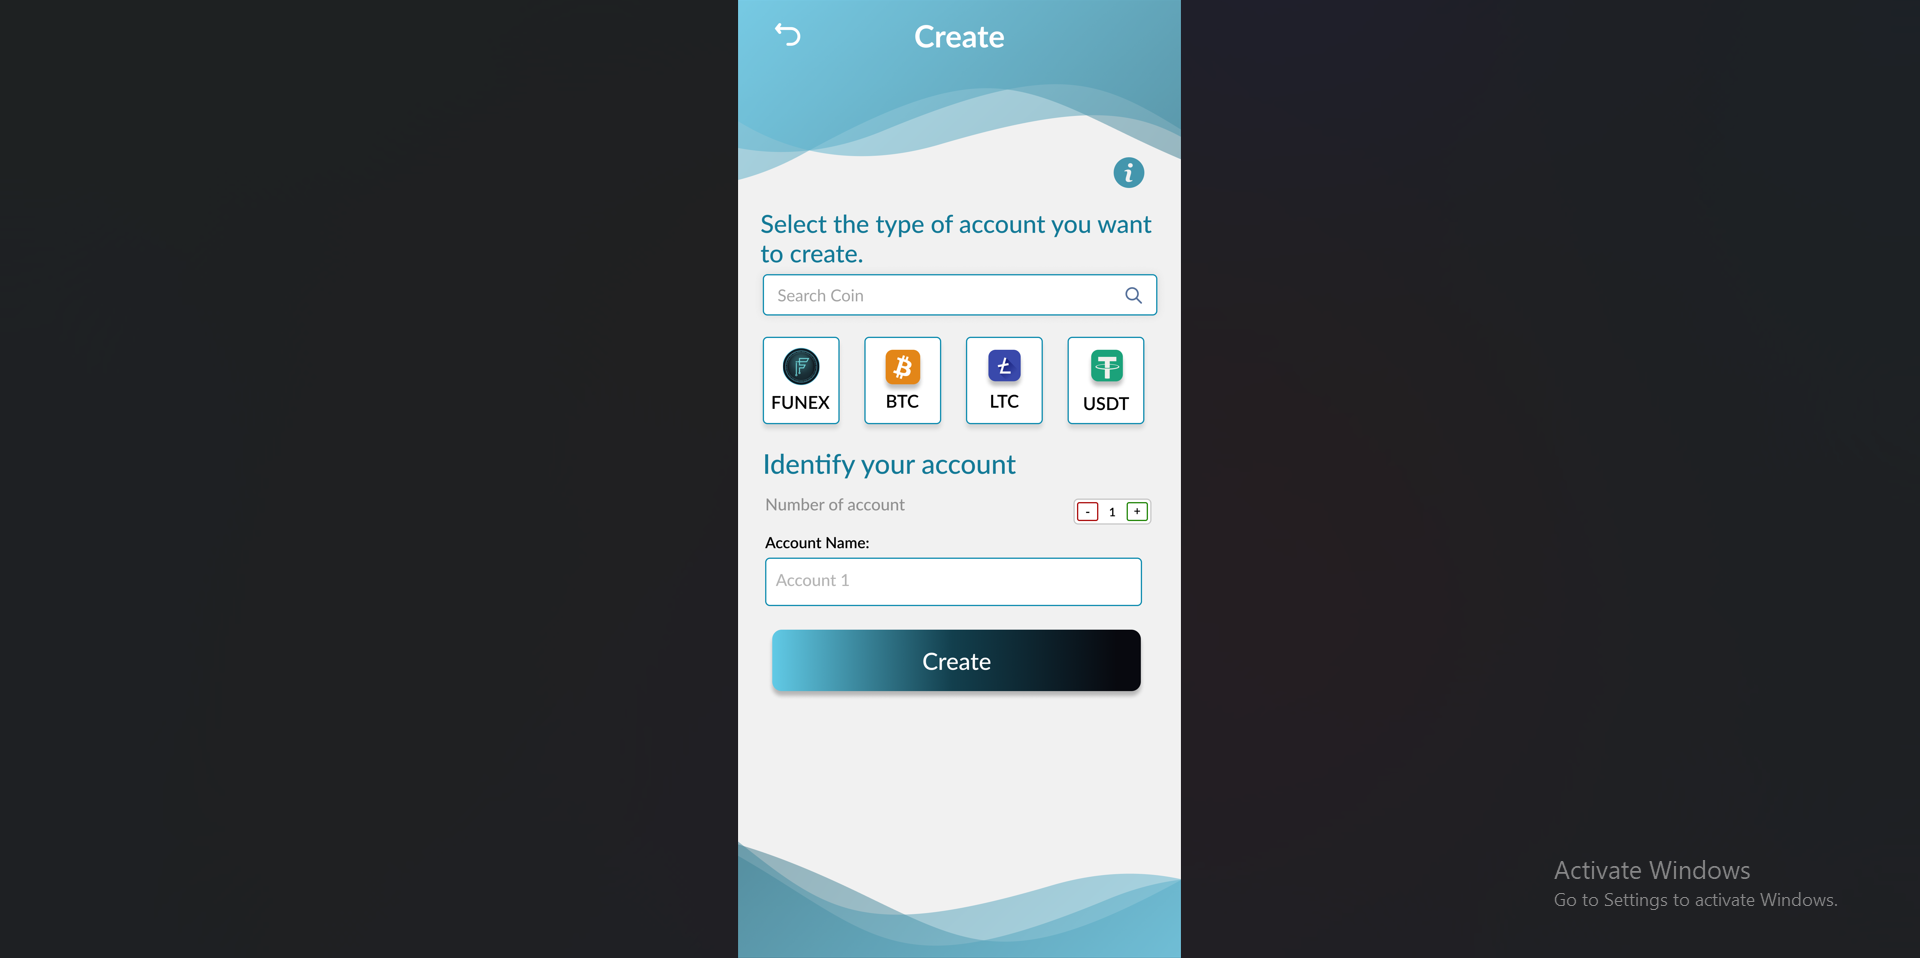 Create
Select the type of account you want
to create.
Search Coin
FUNEX
BTC
LTC
USDT
Identify your account
Number of account
- 1 +
Account Name:
Account 1
Create
Activate Windows
Go to Settings to activate Windows.